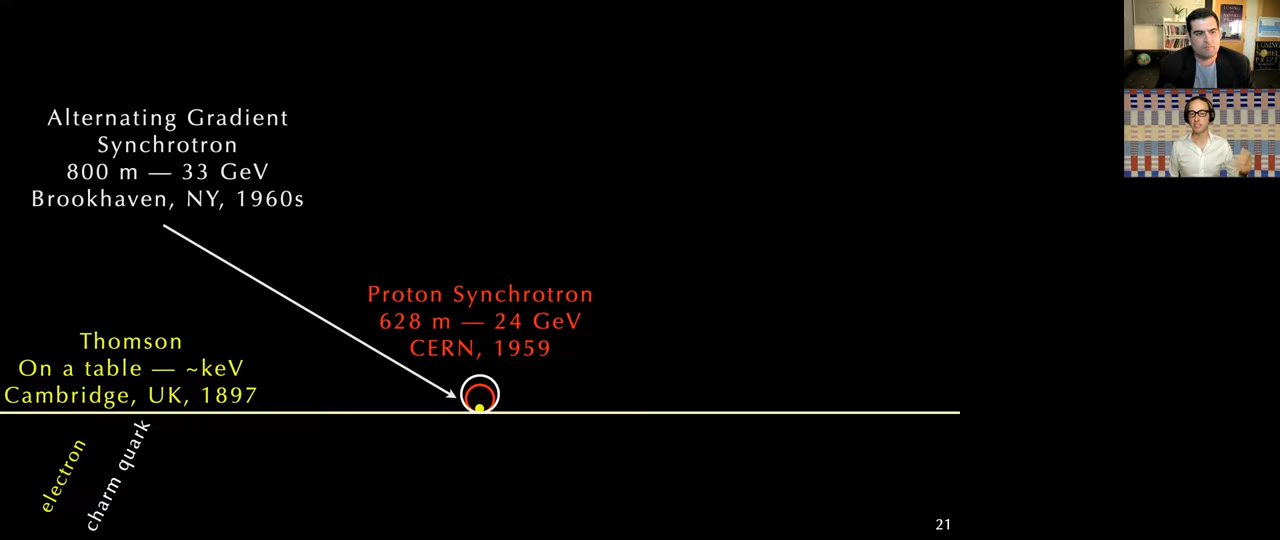 Alternating Gradient
Synchrotron
800 m — 33 GeV
Brookhaven, NY, 1960s
Proton Synchrotron
628 m — 24 GeV
CERN, 1959
Thomson
On a table — ~keV
Cambridge, UK, 1897
electron
charm quark
21